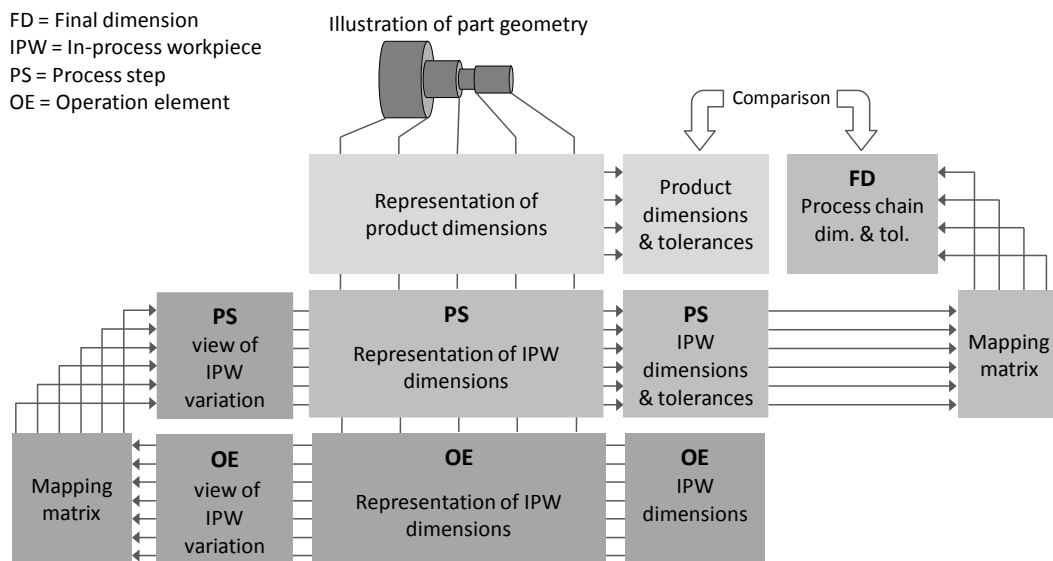 FD = Final dimension
IPW = In-process workpiece
PS = Process step
OE = Operation element
Illustration of part geometry
Comparison
Representation of
product dimensions
Product
dimensions
& tolerances
FD
Process chain
dim. & tol.
PS
view of
IPW
variation
PS
Representation of IPW
dimensions
PS
IPW
dimensions
& tolerances
Mapping
matrix
Mapping
matrix
OE
view of
IPW
variation
OE
Representation of IPW
dimensions
OE
IPW
dimensions